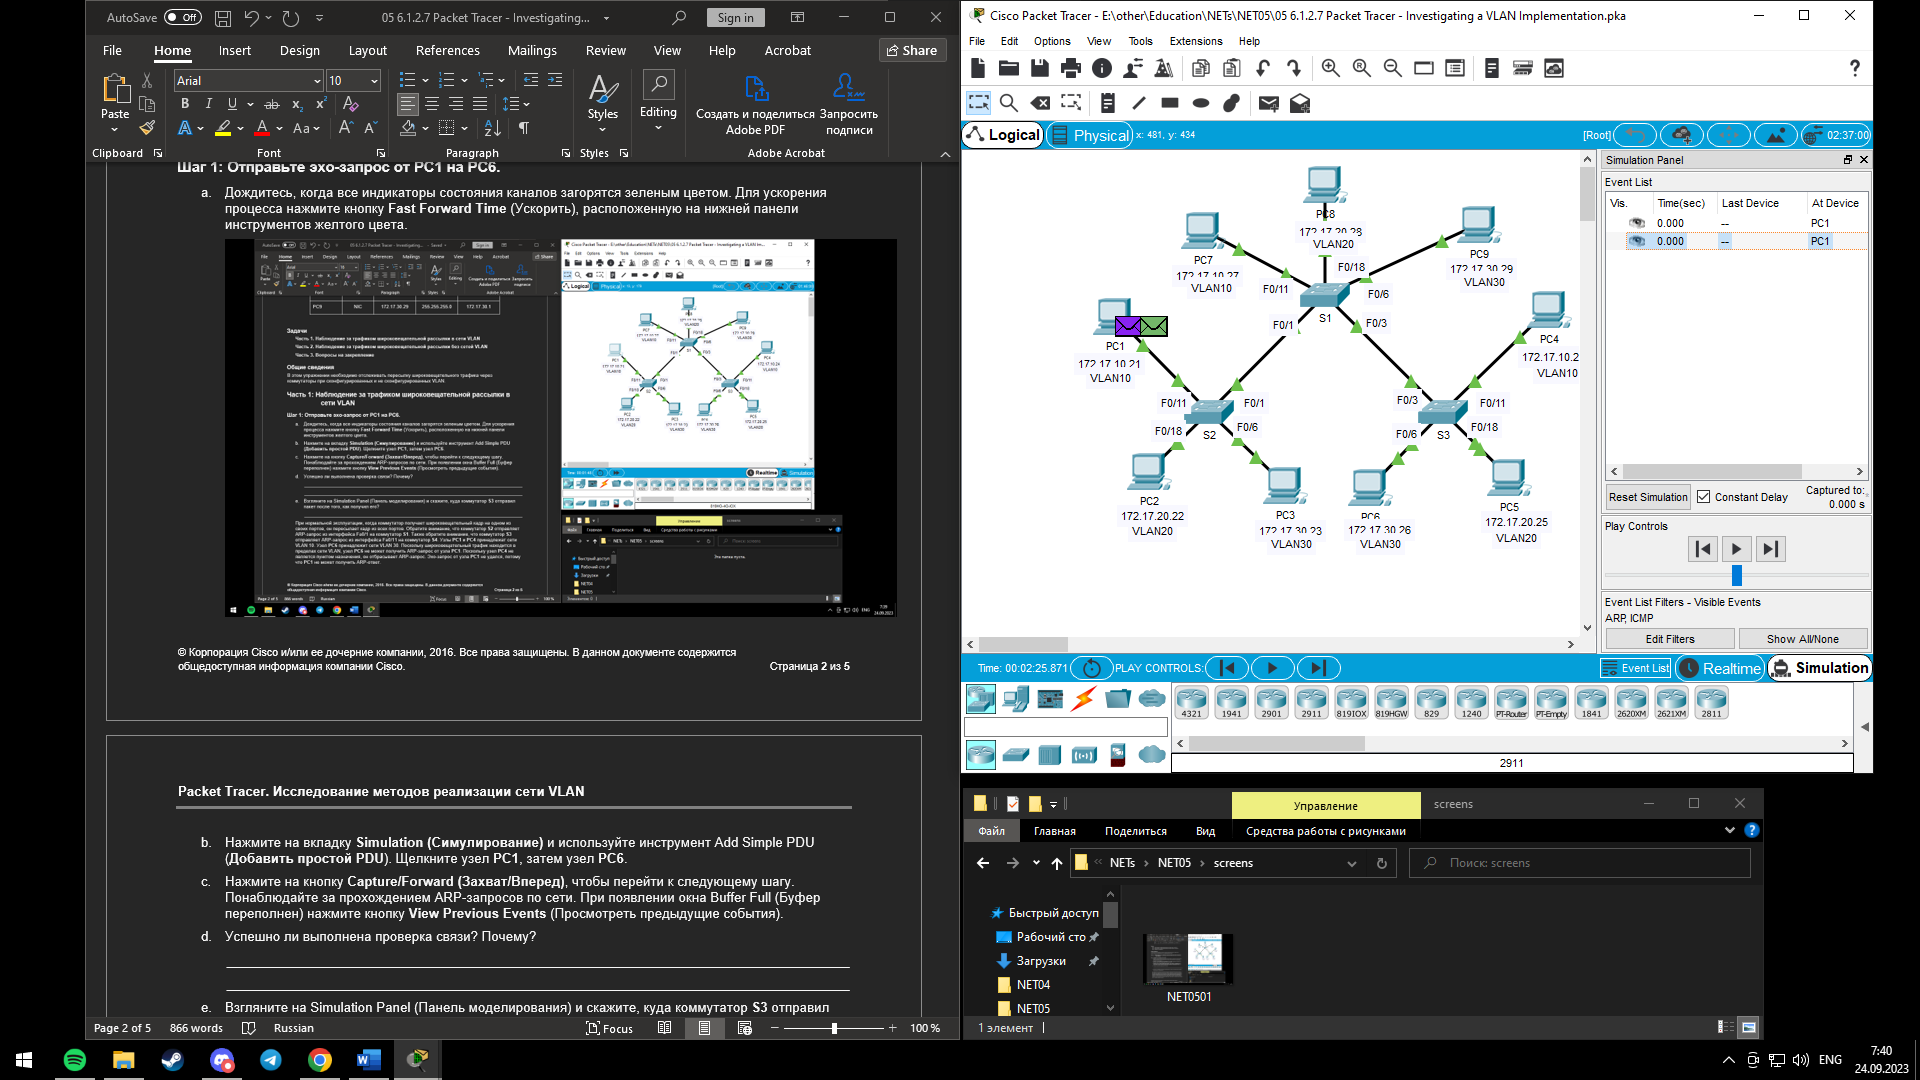 AutoSave Off
05 6.1.2.7 Packet Tracer - Investigating...
Sign in
File Home Insert Design Layout References Mailings Review View Help Acrobat
Share
Paste
Arial
10
Styles
Editing
Создать и поделиться Adobe PDF
Запросить подписи
Clipboard
Font
Paragraph
Styles
Adobe Acrobat
Шаг 1: Отправьте эхо-запрос от PC1 на PC6.
a. Дождитесь, когда все индикаторы состояния каналов загорятся зеленым цветом. Для ускорения
процесса нажмите кнопку Fast Forward Time (Ускорить), расположенную на нижней панели
инструментов желтого цвета.
© Корпорация Cisco и/или ее дочерние компании, 2016. Все права защищены. В данном документе содержится
общедоступная информация компании Cisco.
Страница 2 из 5
Packet Tracer. Исследование методов реализации сети VLAN
b. Нажмите на вкладку Simulation (Симулирование) и используйте инструмент Add Simple PDU
(Добавить простой PDU). Щелкните узел PC1, затем узел PC6.
c. Нажмите на кнопку Capture/Forward (Захват/Вперед), чтобы перейти к следующему шагу.
Понаблюдайте за прохождением ARP-запросов по сети. При появлении окна Buffer Full (Буфер
переполнен) нажмите кнопку View Previous Events (Просмотреть предыдущие события).
d. Успешно ли выполнена проверка связи? Почему?
e. Взгляните на Simulation Panel (Панель моделирования) и скажите, куда коммутатор S3 отправил
Page 2 of 5
866 words
Russian
Focus
100 %
Cisco Packet Tracer - E:\other\Education\NETs\NET05\05 6.1.2.7 Packet Tracer - Investigating a VLAN Implementation.pka
File Edit Options View Tools Extensions Help
Logical
Physical
x: 481, y: 434
[Root]
02:37:00
PC8
172.17.20.28
VLAN20
PC7
172.17.10.27
VLAN10
PC9
172.17.30.29
VLAN30
F0/18
F0/11
F0/6
S1
F0/1
F0/3
PC1
172.17.10.21
VLAN10
PC4
172.17.10.2
VLAN10
F0/11
F0/1
F0/18
F0/6
S2
F0/3
F0/11
F0/6
F0/18
S3
PC2
172.17.20.22
VLAN20
PC3
172.17.30.23
VLAN30
PC6
172.17.30.26
VLAN30
PC5
172.17.20.25
VLAN20
Simulation Panel
Event List
Vis. Time(sec) Last Device At Device
0.000 -- PC1
0.000 -- PC1
Reset Simulation
Constant Delay
Captured to:
0.000 s
Play Controls
Event List Filters - Visible Events
ARP, ICMP
Edit Filters
Show All/None
Time: 00:02:25.871
PLAY CONTROLS:
Event List
Realtime
Simulation
4321 1941 2901 2911 819IOX 819HGW 829 1240 PT-Router PT-Empty 1841 2620XM 2621XM 2811
2911
Управление
screens
Файл Главная Поделиться Вид Средства работы с рисунками
NETs NET05 screens
Поиск: screens
Быстрый доступ
Рабочий сто
Загрузки
NET04
NET05
NET0501
1 элемент
ENG
7:40
24.09.2023